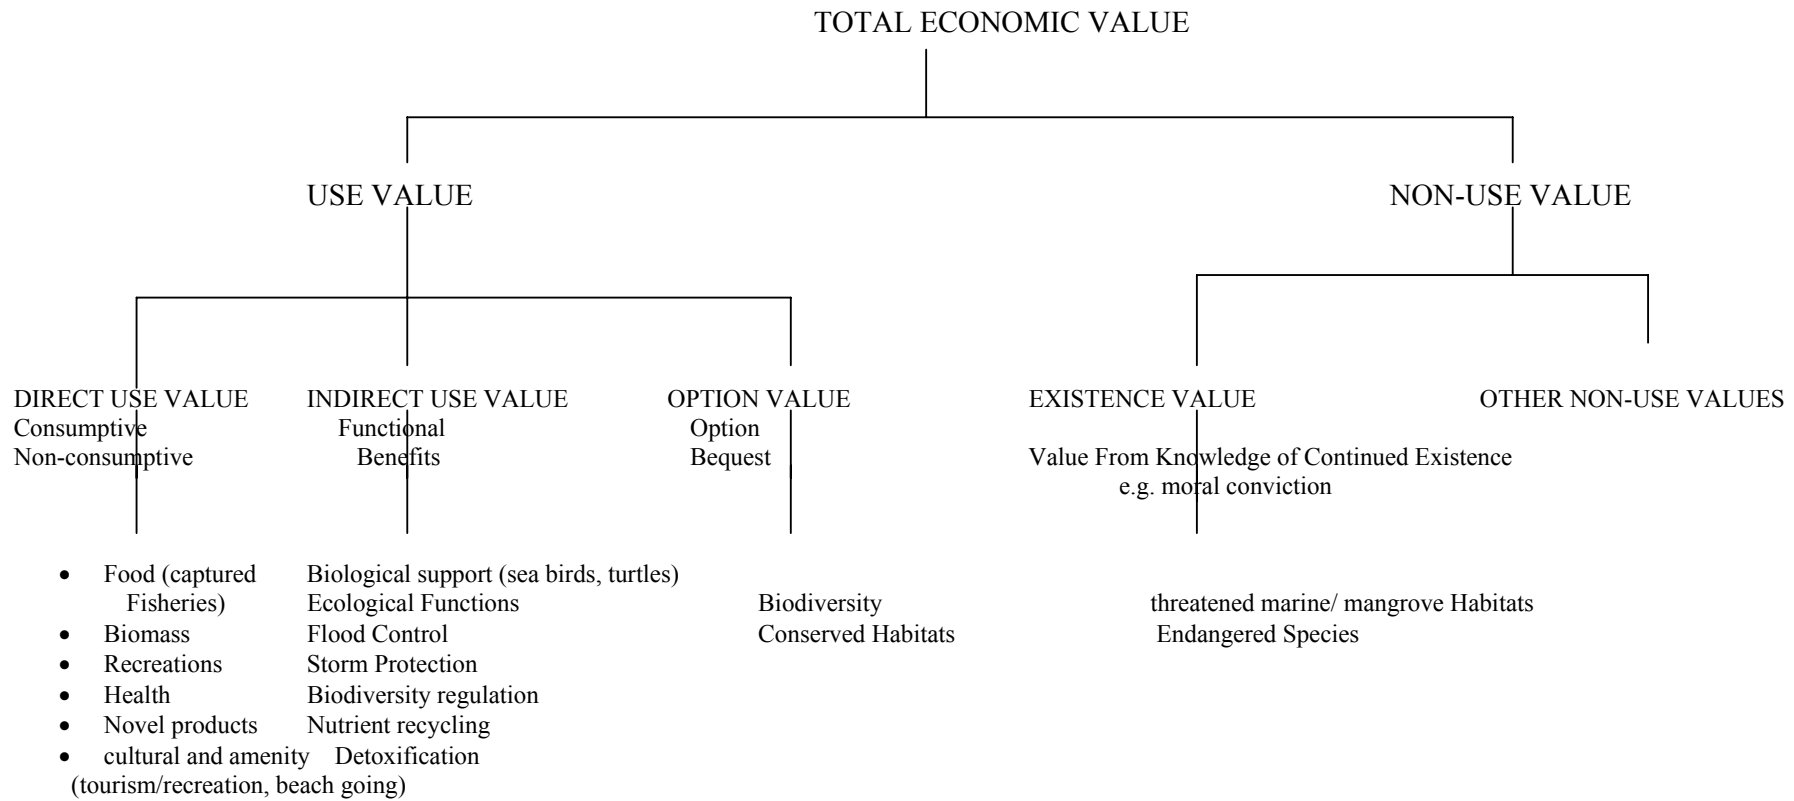 TOTAL ECONOMIC VALUE
USE VALUE
NON-USE VALUE
DIRECT USE VALUE
Consumptive
Non-consumptive
INDIRECT USE VALUE
Functional
Benefits
OPTION VALUE
Option
Bequest
EXISTENCE VALUE
Value From Knowledge of Continued Existence
e.g. moral conviction
OTHER NON-USE VALUES
• Food (captured
Fisheries)
• Biomass
• Recreations
• Health
• Novel products
• cultural and amenity
(tourism/recreation, beach going)
Biological support (sea birds, turtles)
Ecological Functions
Flood Control
Storm Protection
Biodiversity regulation
Nutrient recycling
Detoxification
Biodiversity
Conserved Habitats
threatened marine/ mangrove Habitats
Endangered Species